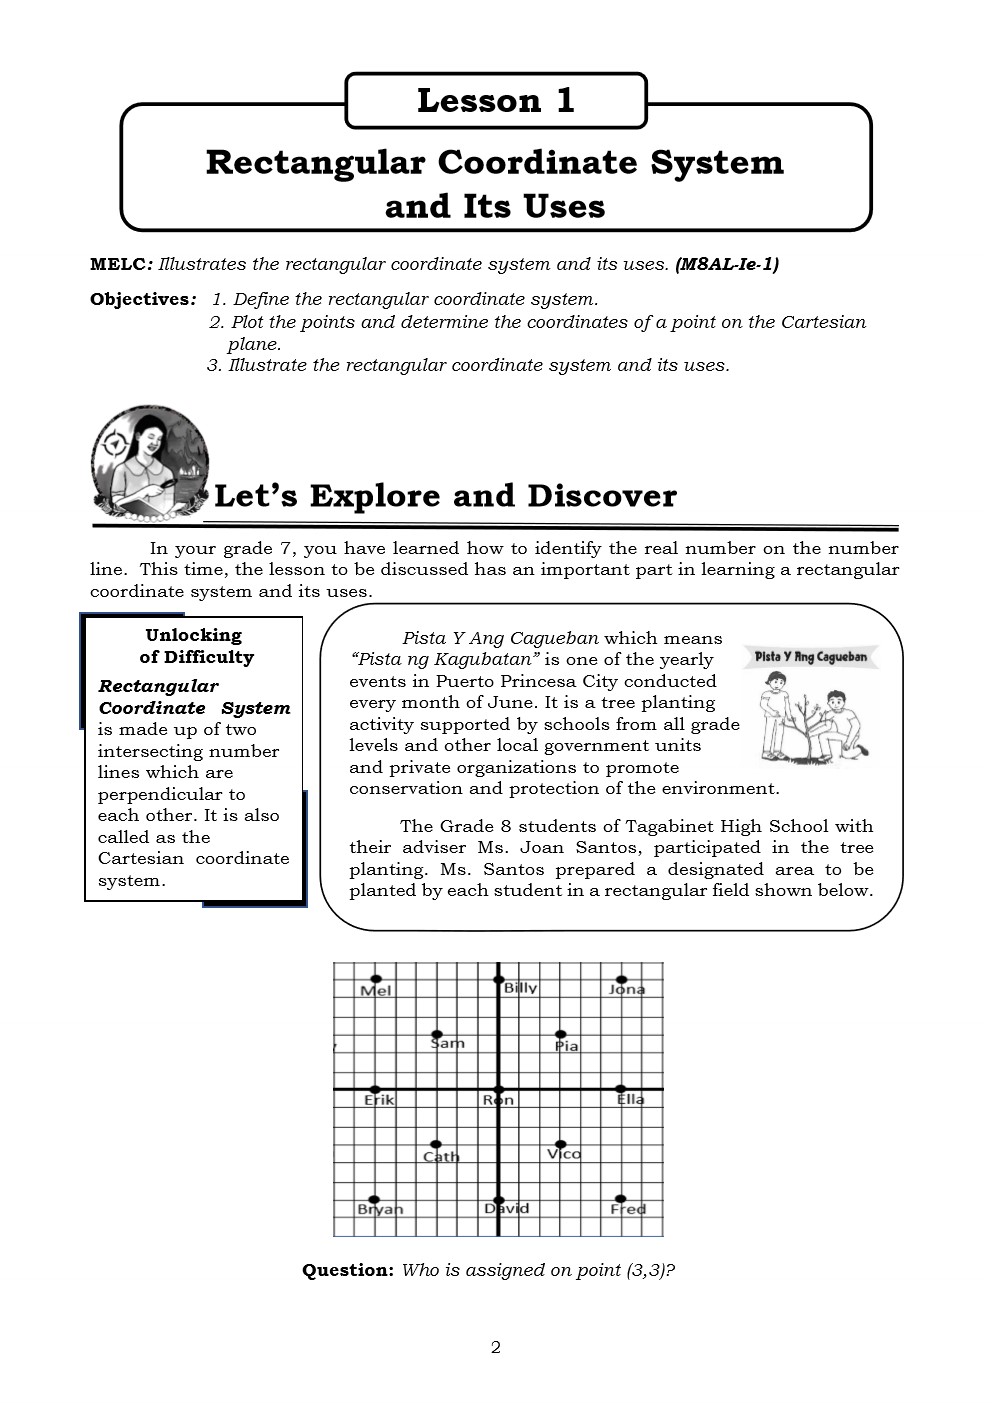 Lesson 1
Rectangular Coordinate System
and Its Uses
MELC: Illustrates the rectangular coordinate system and its uses. (M8AL-Ie-1)
Objectives: 1. Define the rectangular coordinate system.
2. Plot the points and determine the coordinates of a point on the Cartesian
plane.
3. Illustrate the rectangular coordinate system and its uses.
Let's Explore and Discover
In your grade 7, you have learned how to identify the real number on the number
line. This time, the lesson to be discussed has an important part in learning a rectangular
coordinate system and its uses.
Unlocking
of Difficulty
Rectangular
Coordinate System
is made up of two
intersecting number
lines which are
perpendicular to
each other. It is also
called as the
Cartesian coordinate
system.
Pista Y Ang Cagueban which means
“Pista ng Kagubatan” is one of the yearly
events in Puerto Princesa City conducted
every month of June. It is a tree planting
activity supported by schools from all grade
levels and other local government units
and private organizations to promote
conservation and protection of the environment.
Pista Y Ang Cagueban
The Grade 8 students of Tagabinet High School with
their adviser Ms. Joan Santos, participated in the tree
planting. Ms. Santos prepared a designated area to be
planted by each student in a rectangular field shown below.
Mel Billy Jona
Sam Pia
Erik Ron Ella
Cath Vico
Bryan David Fred
Question: Who is assigned on point (3,3)?
2